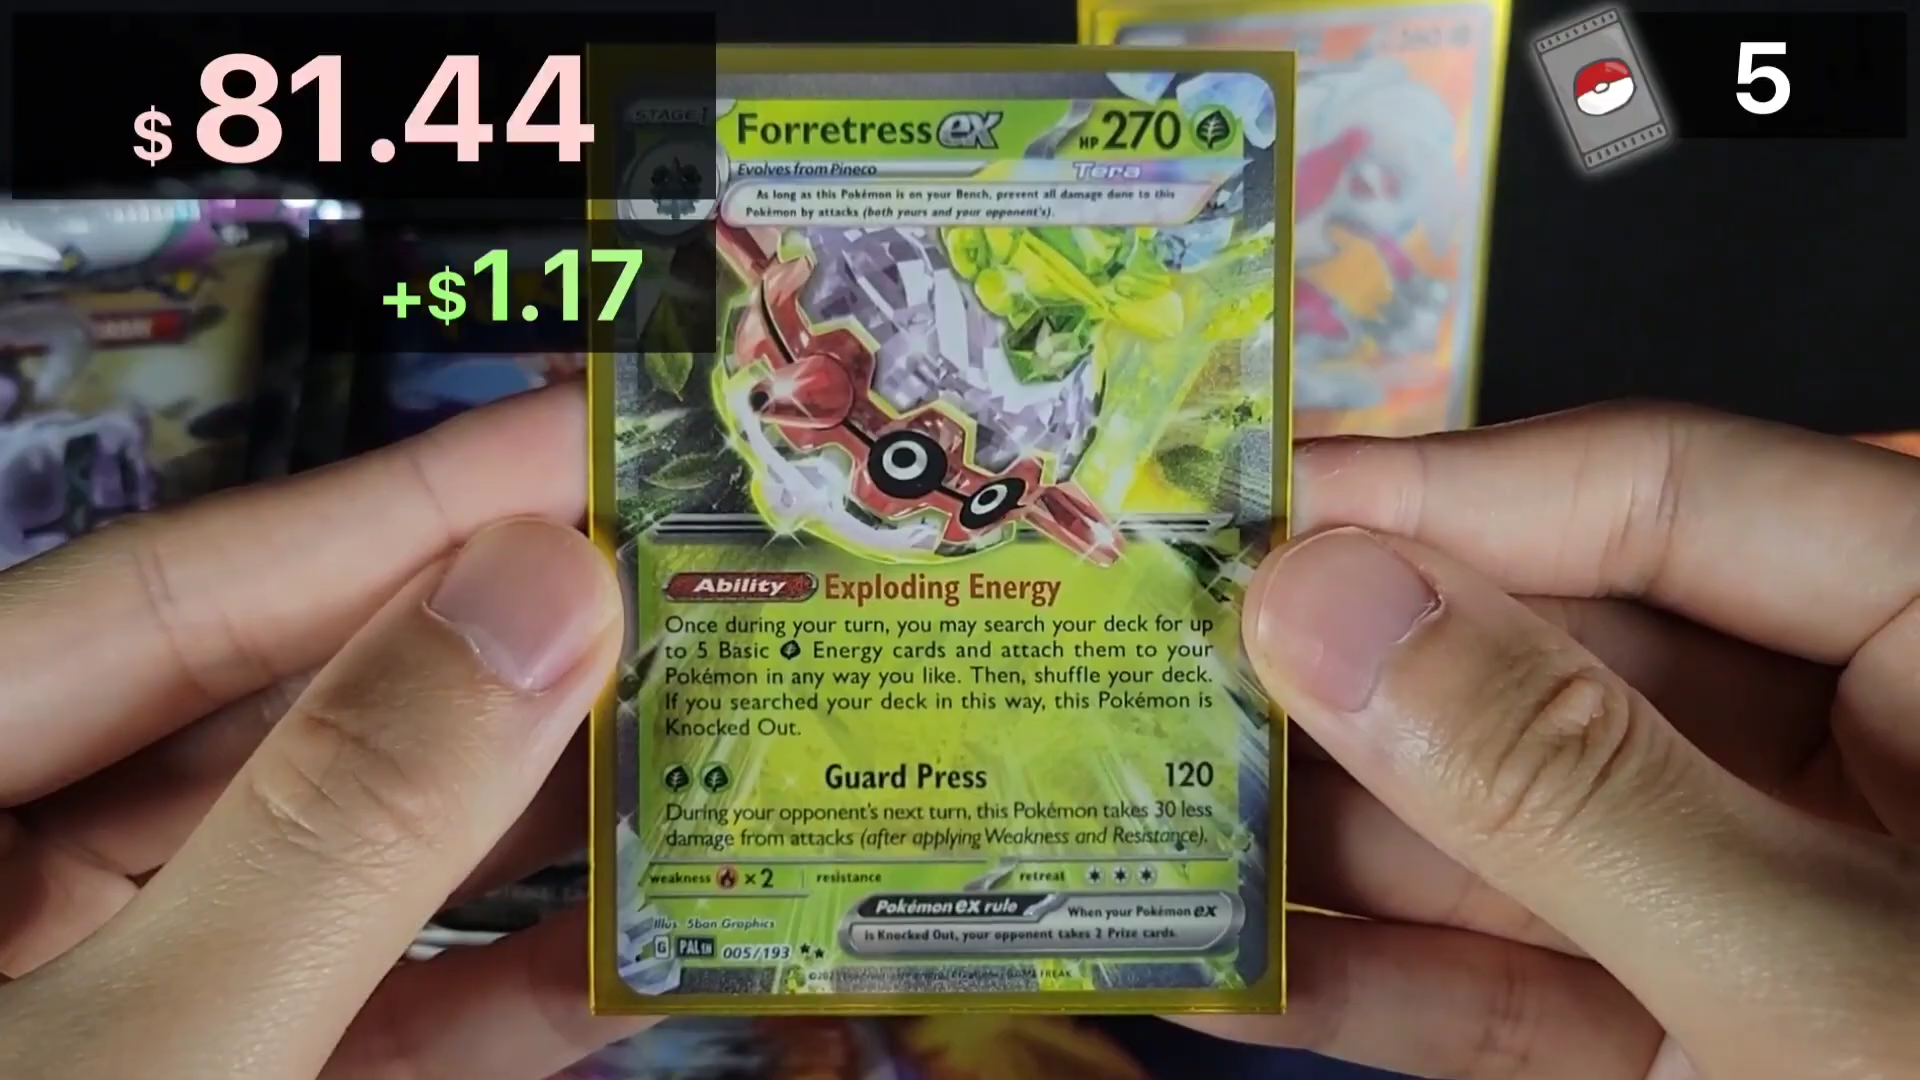 $ 81.44
+$1.17
5
STAGE 1
Forretress ex HP 270
Evolves from Pineco Tera
As long as this Pokémon is on your Bench, prevent all damage done to this
Pokémon by attacks (both yours and your opponent's).
Ability Exploding Energy
Once during your turn, you may search your deck for up
to 5 Basic Energy cards and attach them to your
Pokémon in any way you like. Then, shuffle your deck.
If you searched your deck in this way, this Pokémon is
Knocked Out.
Guard Press 120
During your opponent's next turn, this Pokémon takes 30 less
damage from attacks (after applying Weakness and Resistance).
weakness x2 resistance retreat
Pokémon ex rule When your Pokémon ex
is Knocked Out, your opponent takes 2 Prize cards.
Illus. 5ban Graphics
G PAL EN 005/193
GAME FREAK